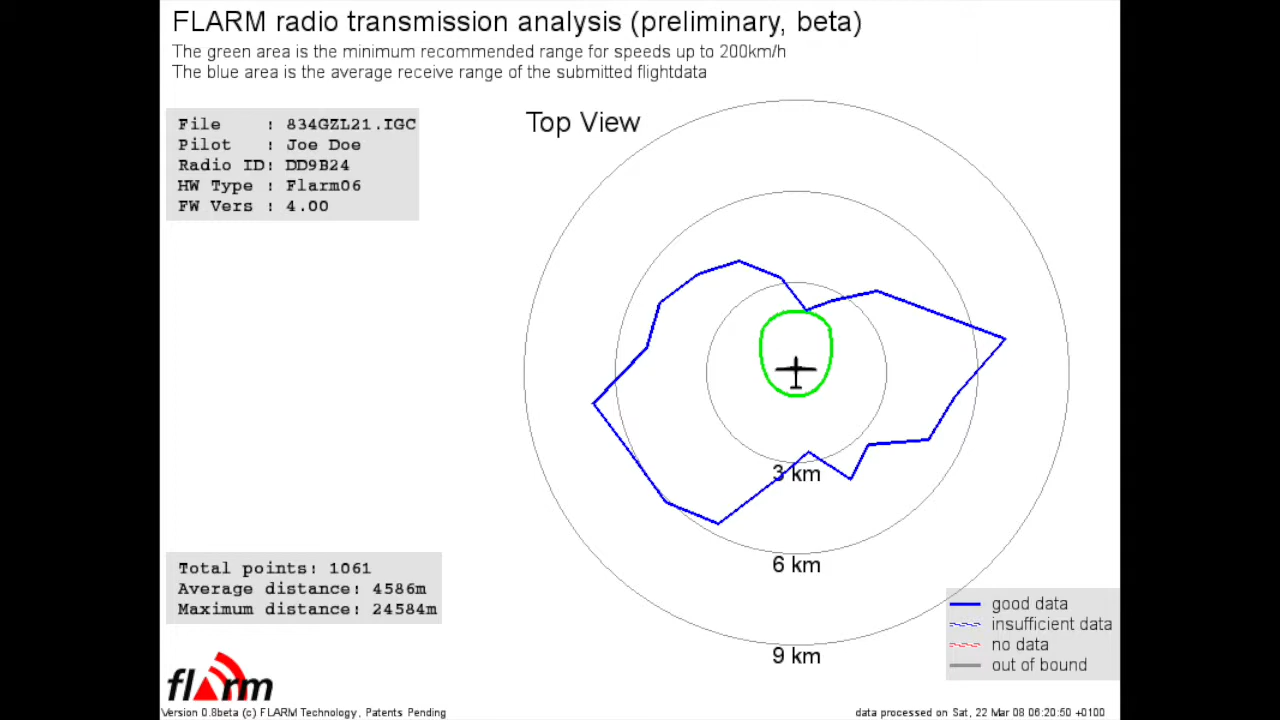 FLARM radio transmission analysis (preliminary, beta)
The green area is the minimum recommended range for speeds up to 200km/h
The blue area is the average receive range of the submitted flightdata
File : 834GZL21.IGC
Pilot : Joe Doe
Radio ID: DD9B24
HW Type : Flarm06
FW Vers : 4.00
Top View
3 km
6 km
9 km
Total points: 1061
Average distance: 4586m
Maximum distance: 24584m
good data
insufficient data
no data
out of bound
flarm
Version 0.8beta (c) FLARM Technology, Patents Pending
data processed on Sat, 22 Mar 08 06:20:50 +0100